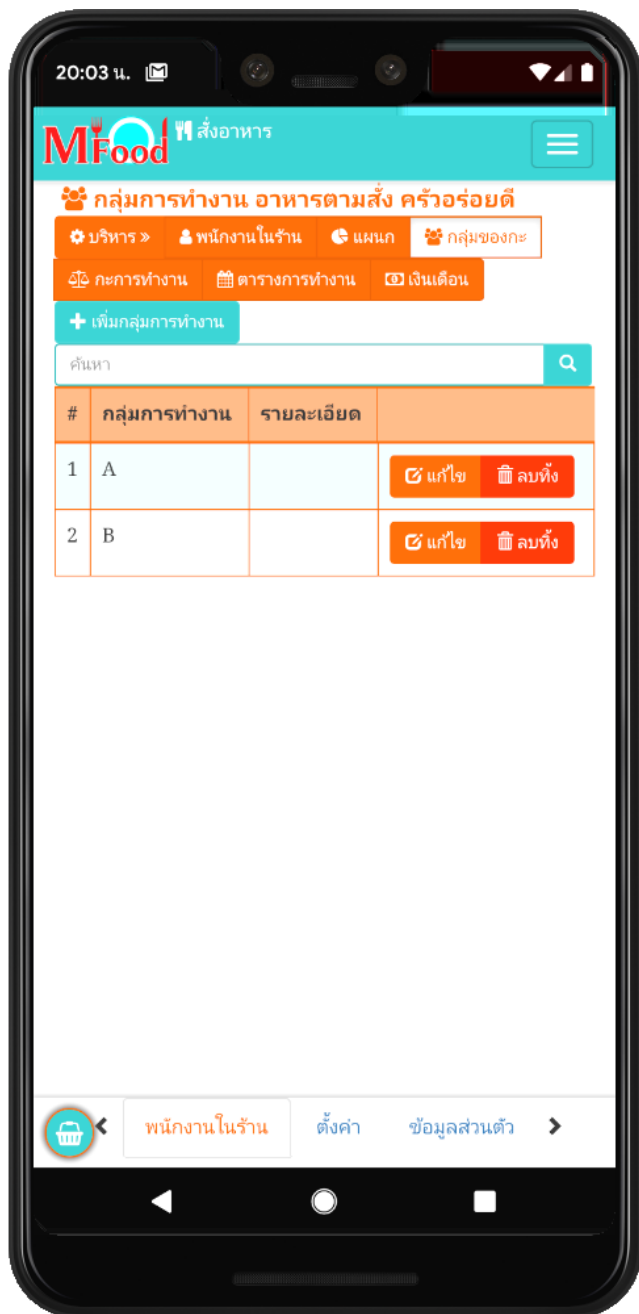 20:03 น.
MFood สั่งอาหาร
กลุ่มการทำงาน อาหารตามสั่ง ครัวอร่อยดี
บริหาร » พนักงานในร้าน แผนก กลุ่มของกะ
กะการทำงาน ตารางการทำงาน เงินเดือน
เพิ่มกลุ่มการทำงาน
ค้นหา
# กลุ่มการทำงาน รายละเอียด
1 A แก้ไข ลบทิ้ง
2 B แก้ไข ลบทิ้ง
พนักงานในร้าน ตั้งค่า ข้อมูลส่วนตัว